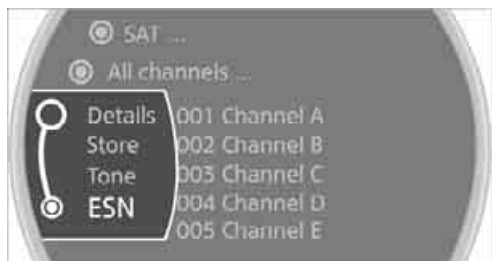 SAT ...
All channels ...
Details 001 Channel A
Store 002 Channel B
Tone 003 Channel C
ESN 004 Channel D
005 Channel E